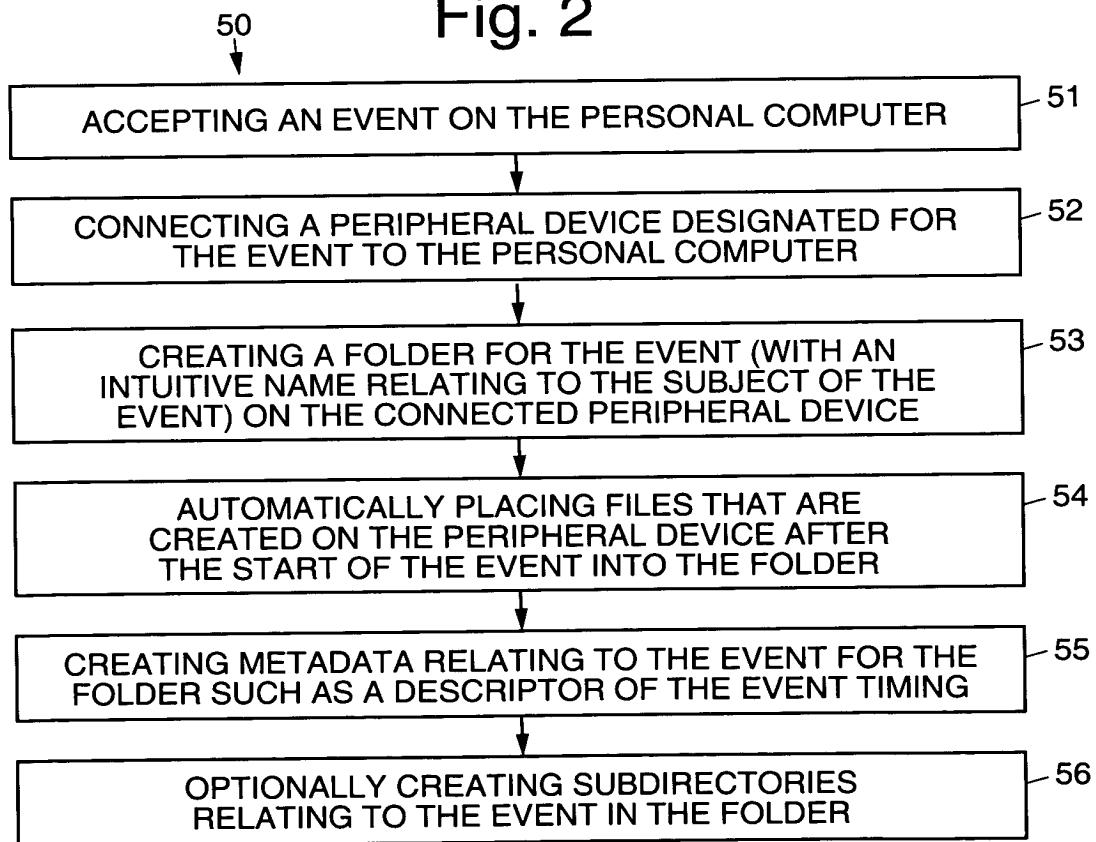 Fig. 2
50
ACCEPTING AN EVENT ON THE PERSONAL COMPUTER
51
CONNECTING A PERIPHERAL DEVICE DESIGNATED FOR
THE EVENT TO THE PERSONAL COMPUTER
52
CREATING A FOLDER FOR THE EVENT (WITH AN
INTUITIVE NAME RELATING TO THE SUBJECT OF THE
EVENT) ON THE CONNECTED PERIPHERAL DEVICE
53
AUTOMATICALLY PLACING FILES THAT ARE
CREATED ON THE PERIPHERAL DEVICE AFTER
THE START OF THE EVENT INTO THE FOLDER
54
CREATING METADATA RELATING TO THE EVENT FOR THE
FOLDER SUCH AS A DESCRIPTOR OF THE EVENT TIMING
55
OPTIONALLY CREATING SUBDIRECTORIES
RELATING TO THE EVENT IN THE FOLDER
56